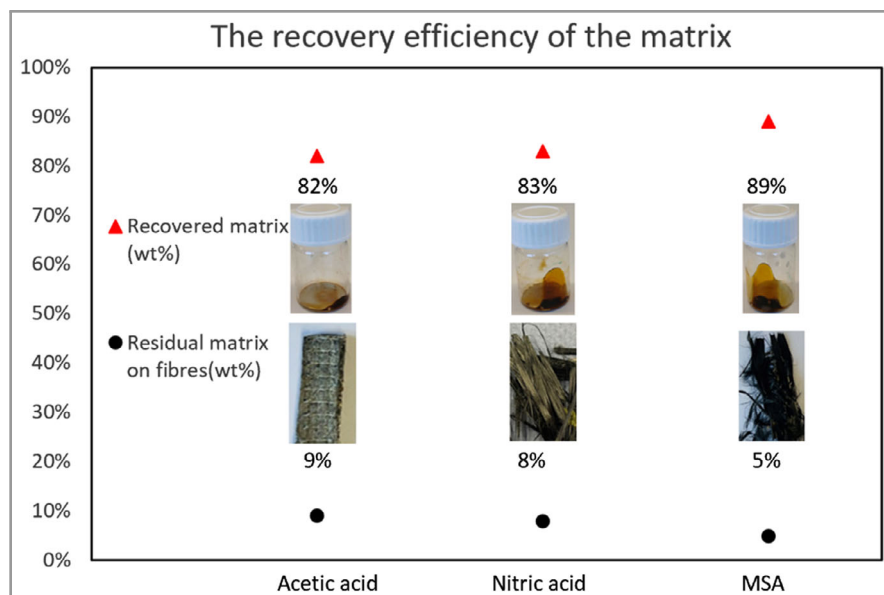 The recovery efficiency of the matrix
100%
90%
80%
70%
60%
50%
40%
30%
20%
10%
0%
82%
83%
89%
Recovered matrix
(wt%)
Residual matrix
on fibres(wt%)
9%
8%
5%
Acetic acid
Nitric acid
MSA